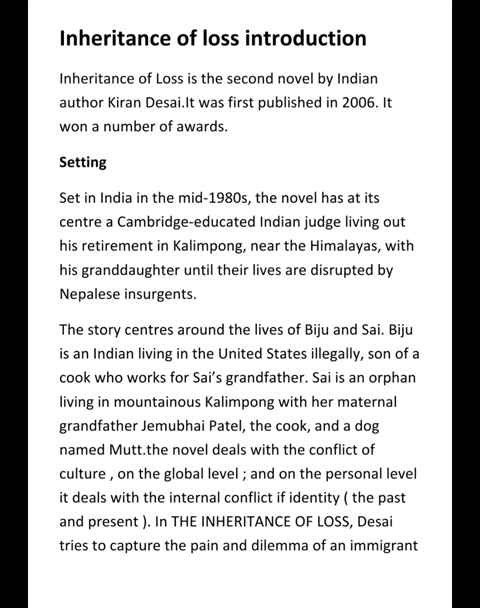 Inheritance of loss introduction
Inheritance of Loss is the second novel by Indian
author Kiran Desai.It was first published in 2006. It
won a number of awards.
Setting
Set in India in the mid-1980s, the novel has at its
centre a Cambridge-educated Indian judge living out
his retirement in Kalimpong, near the Himalayas, with
his granddaughter until their lives are disrupted by
Nepalese insurgents.
The story centres around the lives of Biju and Sai. Biju
is an Indian living in the United States illegally, son of a
cook who works for Sai’s grandfather. Sai is an orphan
living in mountainous Kalimpong with her maternal
grandfather Jemubhai Patel, the cook, and a dog
named Mutt.the novel deals with the conflict of
culture , on the global level ; and on the personal level
it deals with the internal conflict if identity ( the past
and present ). In THE INHERITANCE OF LOSS, Desai
tries to capture the pain and dilemma of an immigrant